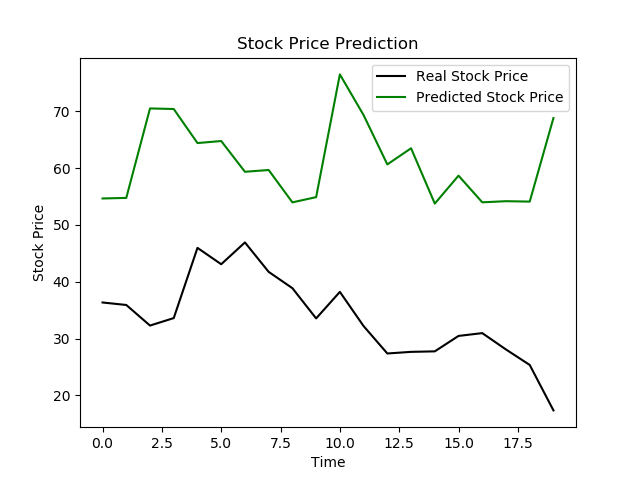 Stock Price Prediction
Real Stock Price
Predicted Stock Price
Stock Price
70
60
50
40
30
20
0.0 2.5 5.0 7.5 10.0 12.5 15.0 17.5
Time